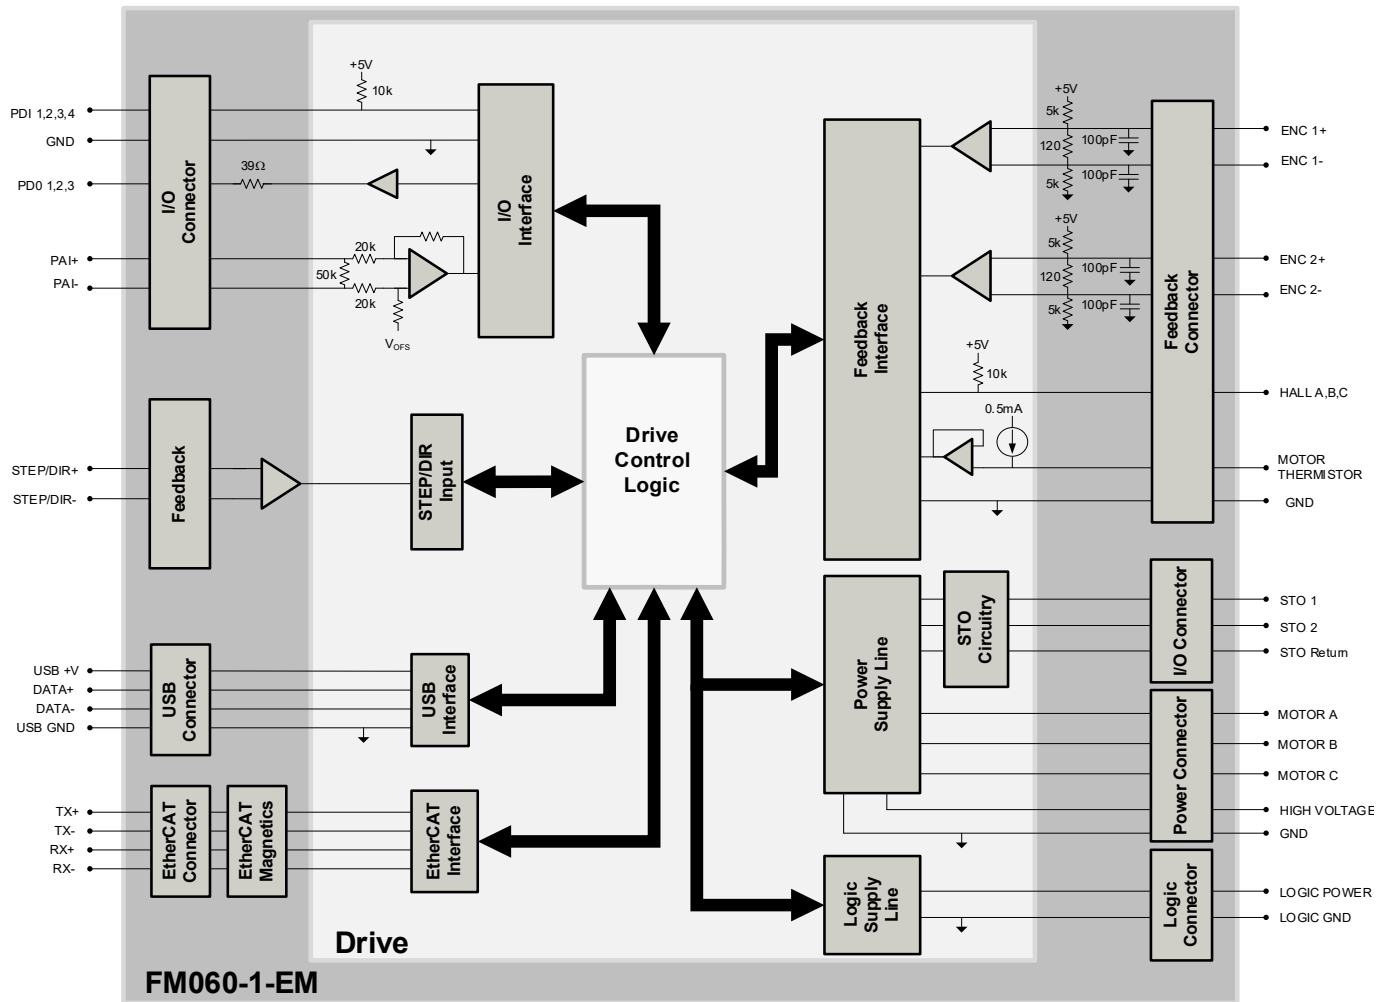 PDI 1,2,3,4
GND
PD0 1,2,3
PAI+
PAI-
I/O
Connector
+5V
10k
39Ω
20k
50k
20k
V_OFS
I/O
Interface
STEP/DIR+
STEP/DIR-
Feedback
STEP/DIR
Input
USB +V
DATA+
DATA-
USB GND
USB
Connector
USB
Interface
TX+
TX-
RX+
RX-
EtherCAT
Connector
EtherCAT
Magnetics
EtherCAT
Interface
Drive
Control
Logic
Feedback
Interface
+5V
5k
120
5k
100pF
100pF
+5V
5k
120
5k
100pF
100pF
+5V
10k
0.5mA
Feedback
Connector
ENC 1+
ENC 1-
ENC 2+
ENC 2-
HALL A,B,C
MOTOR
THERMISTOR
GND
Power
Supply Line
STO
Circuitry
I/O Connector
STO 1
STO 2
STO Return
Power Connector
MOTOR A
MOTOR B
MOTOR C
HIGH VOLTAGE
GND
Logic
Supply
Line
Logic
Connector
LOGIC POWER
LOGIC GND
Drive
FM060-1-EM